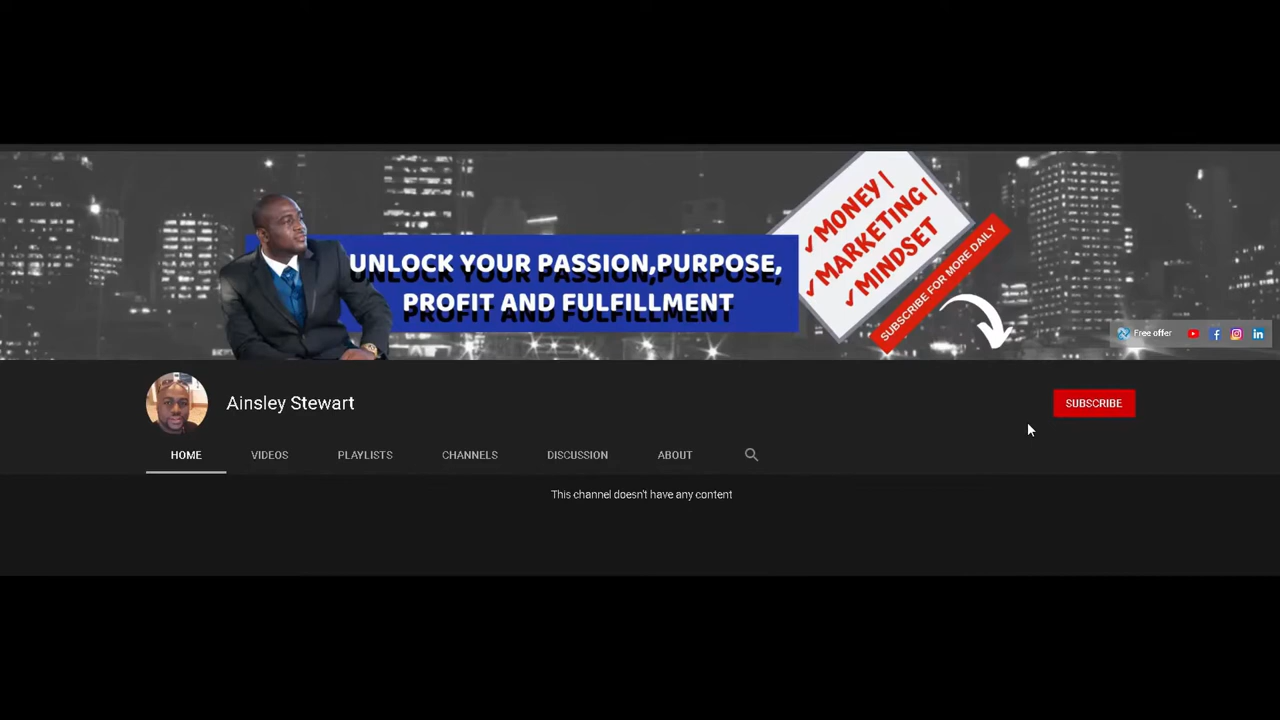 UNLOCK YOUR PASSION,PURPOSE,
PROFIT AND FULFILLMENT
✓MONEY |
✓MARKETING |
✓MINDSET
SUBSCRIBE FOR MORE DAILY
Free offer
Ainsley Stewart
SUBSCRIBE
HOME VIDEOS PLAYLISTS CHANNELS DISCUSSION ABOUT
This channel doesn't have any content